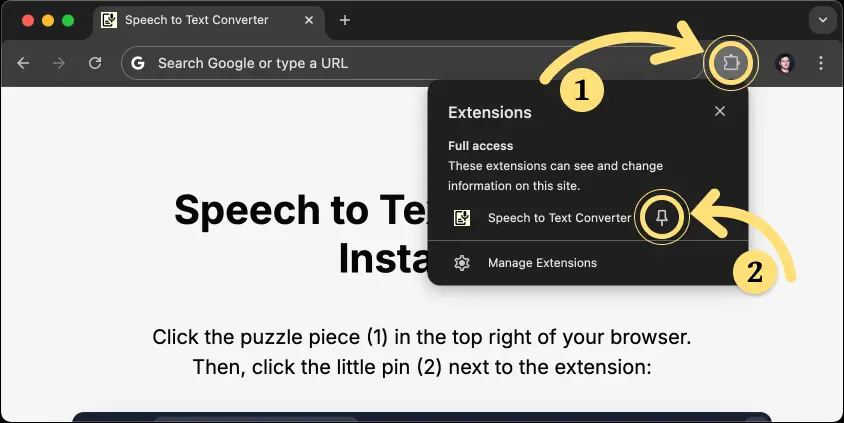 Speech to Text Converter
Search Google or type a URL
1
Extensions
Full access
These extensions can see and change
information on this site.
Speech to Text Converter
2
Manage Extensions
Speech to Te
Insta
Click the puzzle piece (1) in the top right of your browser.
Then, click the little pin (2) next to the extension: